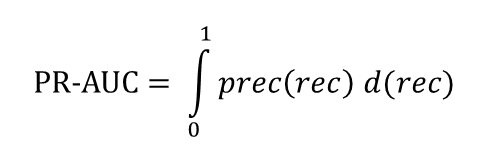 PR-AUC = ∫₀¹ prec(rec) d(rec)